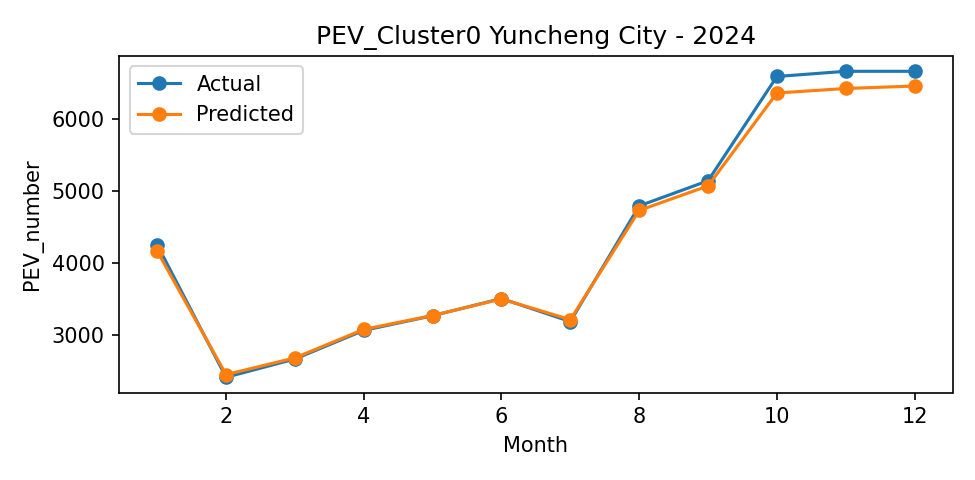 PEV_Cluster0 Yuncheng City - 2024
Actual
Predicted
PEV_number
6000
5000
4000
3000
2 4 6 8 10 12
Month